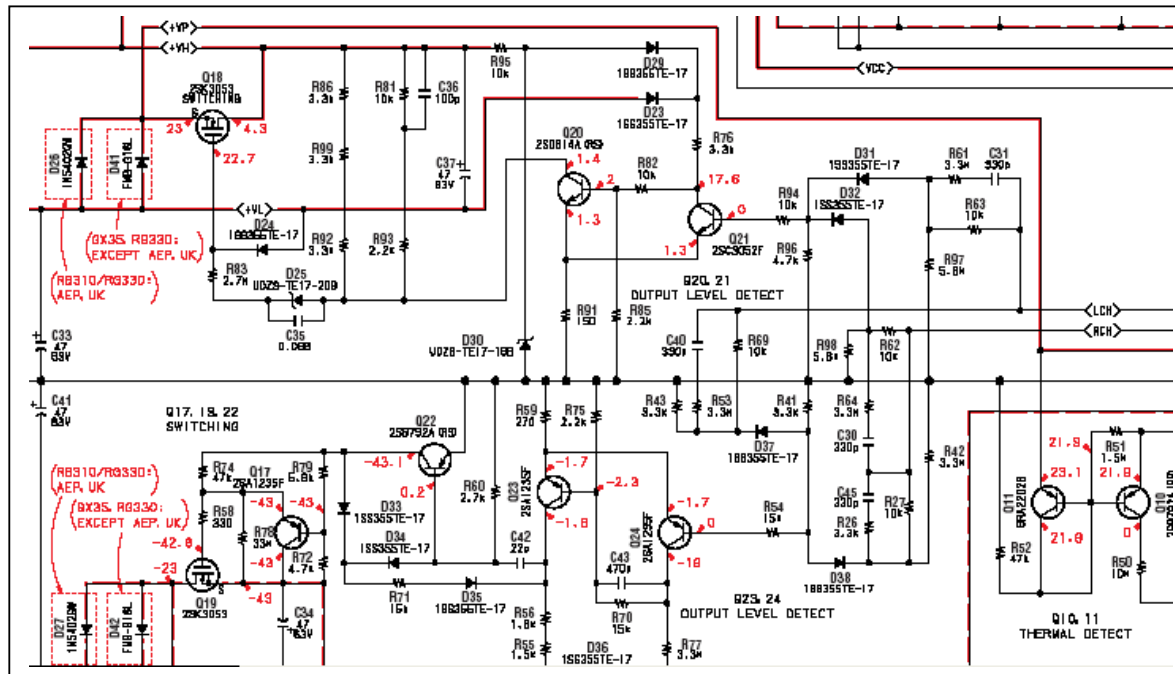 <+VP>
<+VH>
<VCC>
R95
10k
D29
1SS355TE-17
Q18
2SK3053
SWITCHING
R86
3.3k
R81
10k
C36
100p
D23
1SS355TE-17
23
4.3
22.7
D26
1N5402GW
D41
FMB-G16L
R99
3.3k
C37
47
63V
Q20
2SD814A(RS)
1.4
2
1.3
R82
10k
R76
3.3k
17.6
0
1.3
Q21
2SC3052F
D31
1SS355TE-17
D32
1SS355TE-17
R94
10k
R96
4.7k
R61
3.3k
C31
330p
R63
10k
R97
5.6k
<+VL>
D24
1SS355TE-17
(GX35. RG330:
EXCEPT AEP. UK)
(RG310/RG330:
AEP. UK)
R83
2.7k
D25
UDZS-TE17-20B
C35
0.068
R92
3.3k
R93
2.2k
Q20. 21
OUTPUT LEVEL DETECT
R91
150
R85
2.2k
<LCH>
<RCH>
C33
47
63V
D30
UDZS-TE17-16B
C40
330p
R69
10k
R98
5.6k
R62
10k
C41
47
63V
Q17. 19. 22
SWITCHING
Q22
2SB792A(RS)
-43.1
0.2
R59
270
R75
2.2k
R43
3.3k
R53
3.3k
R41
3.3k
R64
3.3k
C30
330p
D37
1SS355TE-17
R42
3.3k
(RG310/RG330:
AEP. UK)
(GX35. RG330:
EXCEPT AEP. UK)
R74
47k
Q17
2SA1235F
R79
6.8k
R58
330
-43
-43
R78
33k
-43
R72
4.7k
-42.8
-23
-43
S
Q19
2SK3053
D33
1SS355TE-17
D34
1SS355TE-17
R60
2.7k
Q23
2SA1235F
-1.7
-2.3
-1.8
C42
22p
Q24
2SA1235F
-1.7
0
-18
R54
15k
C45
330p
R26
3.3k
R27
10k
D38
1SS355TE-17
R71
15k
D35
1SS355TE-17
C43
470p
R70
15k
Q23. 24
OUTPUT LEVEL DETECT
D27
1N5402GW
D42
FMB-G16L
C34
47
63V
R56
1.8k
R55
1.5k
D36
1SS355TE-17
R77
3.3k
Q11
21.9
23.1
21.8
R51
1.5k
21.8
0
Q10
R52
47k
R50
10k
Q10. 11
THERMAL DETECT